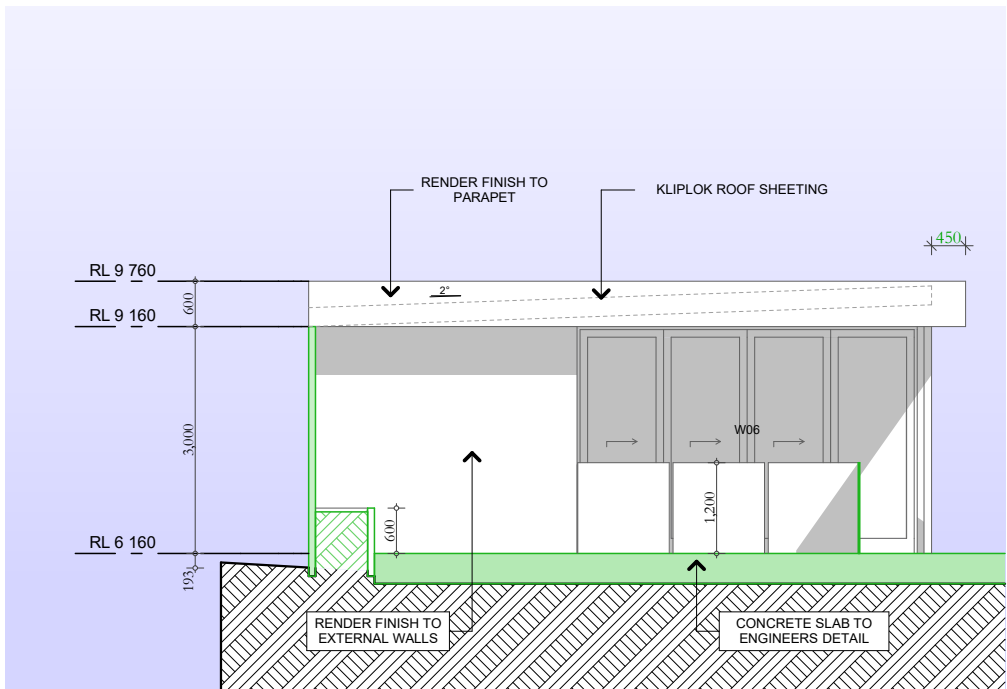 RENDER FINISH TO
PARAPET
KLIPLOK ROOF SHEETING
450
RL 9 760
2°
600
RL 9 160
3,000
W06
1,200
600
RL 6 160
193
RENDER FINISH TO
EXTERNAL WALLS
CONCRETE SLAB TO
ENGINEERS DETAIL